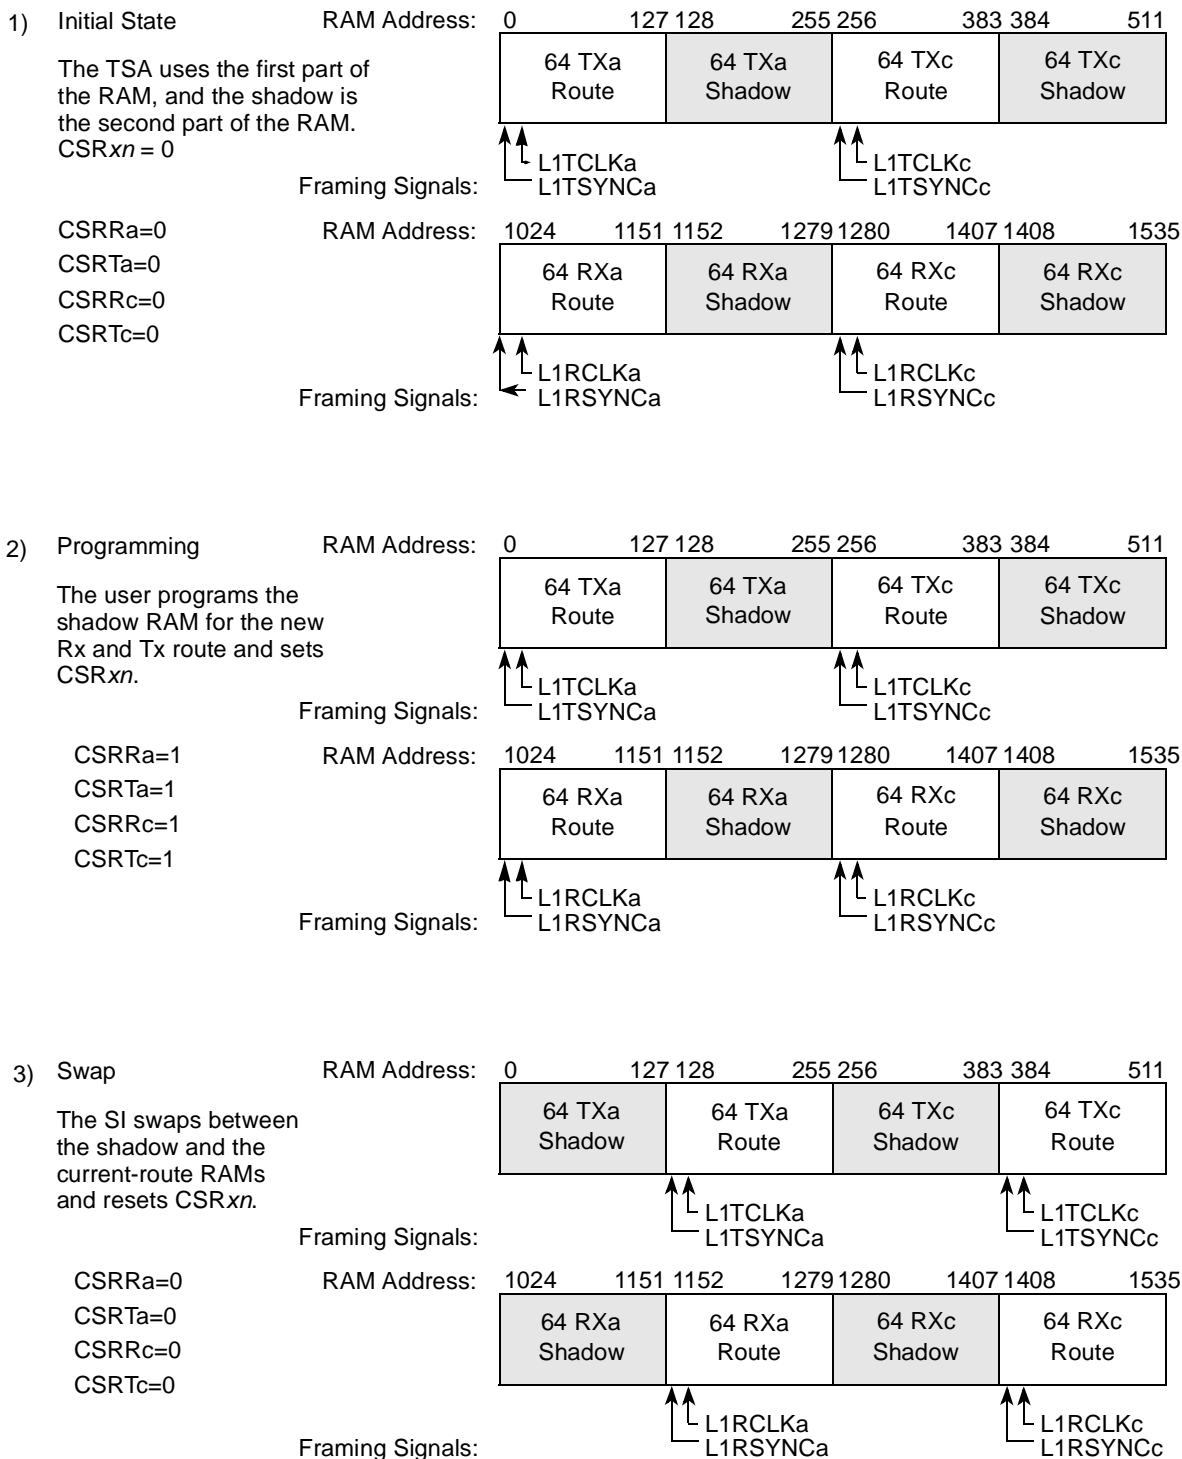 1) Initial State
RAM Address: 0 127 128 255 256 383 384 511
The TSA uses the first part of
the RAM, and the shadow is
the second part of the RAM.
CSRxn = 0
64 TXa Route
64 TXa Shadow
64 TXc Route
64 TXc Shadow
Framing Signals:
L1TCLKa
L1TSYNCa
L1TCLKc
L1TSYNCc
CSRRa=0
CSRTa=0
CSRRc=0
CSRTc=0
RAM Address: 1024 1151 1152 1279 1280 1407 1408 1535
64 RXa Route
64 RXa Shadow
64 RXc Route
64 RXc Shadow
Framing Signals:
L1RCLKa
L1RSYNCa
L1RCLKc
L1RSYNCc
2) Programming
RAM Address: 0 127 128 255 256 383 384 511
The user programs the
shadow RAM for the new
Rx and Tx route and sets
CSRxn.
64 TXa Route
64 TXa Shadow
64 TXc Route
64 TXc Shadow
Framing Signals:
L1TCLKa
L1TSYNCa
L1TCLKc
L1TSYNCc
CSRRa=1
CSRTa=1
CSRRc=1
CSRTc=1
RAM Address: 1024 1151 1152 1279 1280 1407 1408 1535
64 RXa Route
64 RXa Shadow
64 RXc Route
64 RXc Shadow
Framing Signals:
L1RCLKa
L1RSYNCa
L1RCLKc
L1RSYNCc
3) Swap
RAM Address: 0 127 128 255 256 383 384 511
The SI swaps between
the shadow and the
current-route RAMs
and resets CSRxn.
64 TXa Shadow
64 TXa Route
64 TXc Shadow
64 TXc Route
Framing Signals:
L1TCLKa
L1TSYNCa
L1TCLKc
L1TSYNCc
CSRRa=0
CSRTa=0
CSRRc=0
CSRTc=0
RAM Address: 1024 1151 1152 1279 1280 1407 1408 1535
64 RXa Shadow
64 RXa Route
64 RXc Shadow
64 RXc Route
Framing Signals:
L1RCLKa
L1RSYNCa
L1RCLKc
L1RSYNCc